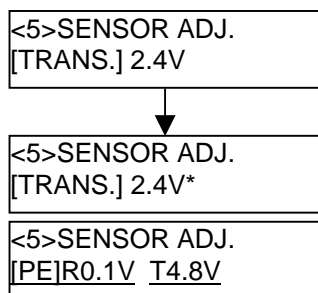 <5>SENSOR ADJ.
[TRANS.] 2.4V
<5>SENSOR ADJ.
[TRANS.] 2.4V*
<5>SENSOR ADJ.
[PE]R0.1V T4.8V